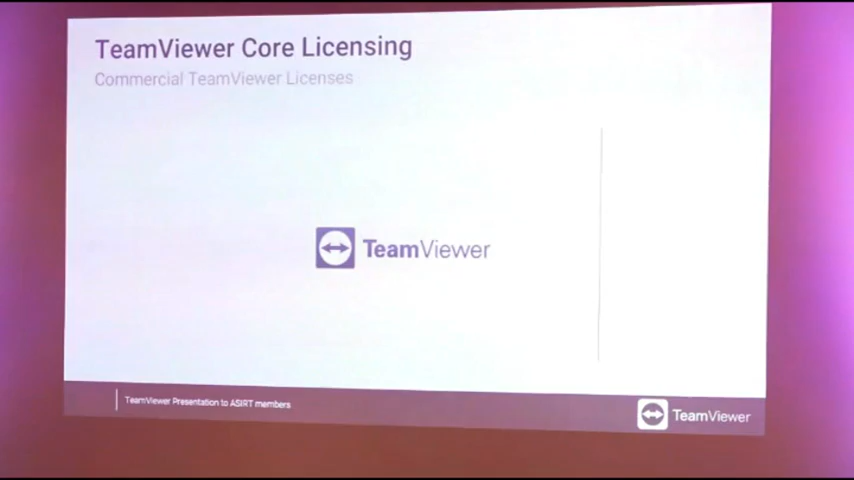 TeamViewer Core Licensing
Commercial TeamViewer Licenses
TeamViewer
TeamViewer Presentation to ASIRT members
TeamViewer